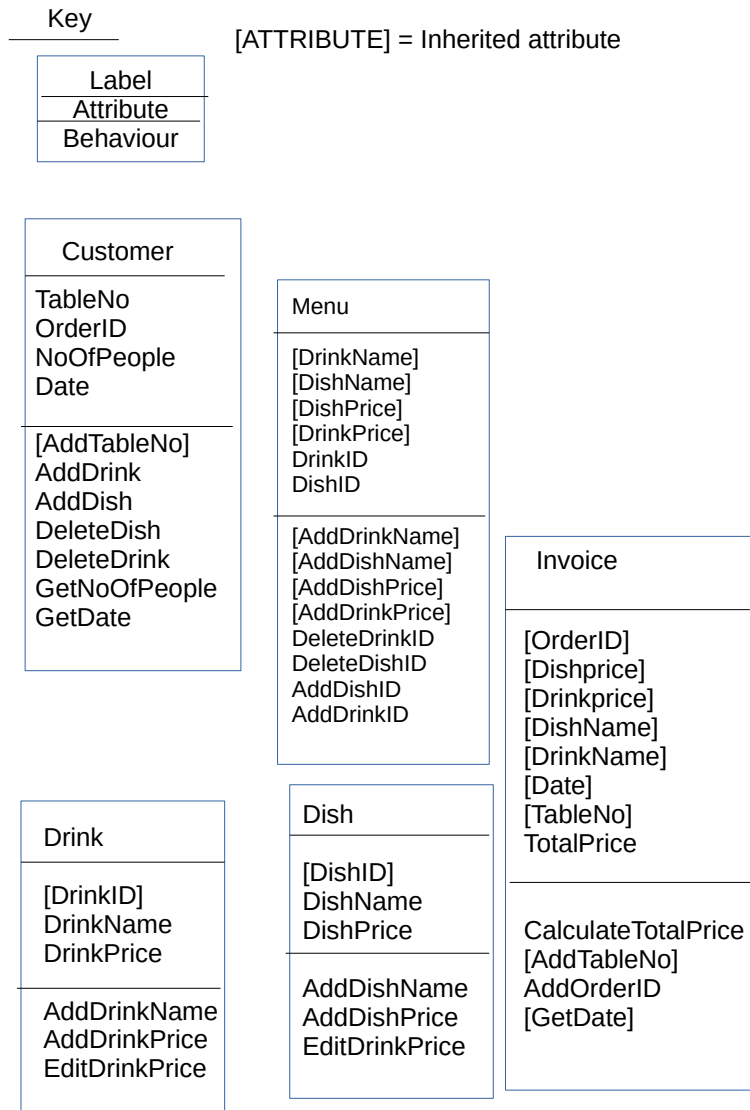 Key
[ATTRIBUTE] = Inherited attribute
Label
Attribute
Behaviour
Customer
TableNo
OrderID
NoOfPeople
Date
[AddTableNo]
AddDrink
AddDish
DeleteDish
DeleteDrink
GetNoOfPeople
GetDate
Menu
[DrinkName]
[DishName]
[DishPrice]
[DrinkPrice]
DrinkID
DishID
[AddDrinkName]
[AddDishName]
[AddDishPrice]
[AddDrinkPrice]
DeleteDrinkID
DeleteDishID
AddDishID
AddDrinkID
Invoice
[OrderID]
[Dishprice]
[Drinkprice]
[DishName]
[DrinkName]
[Date]
[TableNo]
TotalPrice
CalculateTotalPrice
[AddTableNo]
AddOrderID
[GetDate]
Drink
[DrinkID]
DrinkName
DrinkPrice
AddDrinkName
AddDrinkPrice
EditDrinkPrice
Dish
[DishID]
DishName
DishPrice
AddDishName
AddDishPrice
EditDrinkPrice